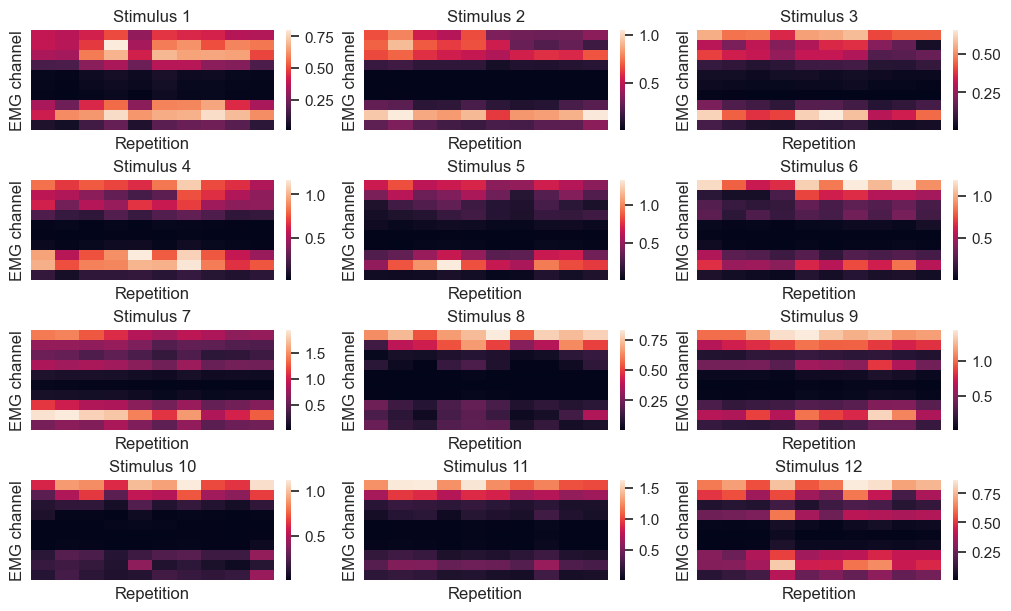 Stimulus 1
EMG channel
0.75
0.50
0.25
Repetition
Stimulus 2
EMG channel
1.0
0.5
Repetition
Stimulus 3
EMG channel
0.50
0.25
Repetition
Stimulus 4
EMG channel
1.0
0.5
Repetition
Stimulus 5
EMG channel
1.0
0.5
Repetition
Stimulus 6
EMG channel
1.0
0.5
Repetition
Stimulus 7
EMG channel
1.5
1.0
0.5
Repetition
Stimulus 8
EMG channel
0.75
0.50
0.25
Repetition
Stimulus 9
EMG channel
1.0
0.5
Repetition
Stimulus 10
EMG channel
1.0
0.5
Repetition
Stimulus 11
EMG channel
1.5
1.0
0.5
Repetition
Stimulus 12
EMG channel
0.75
0.50
0.25
Repetition